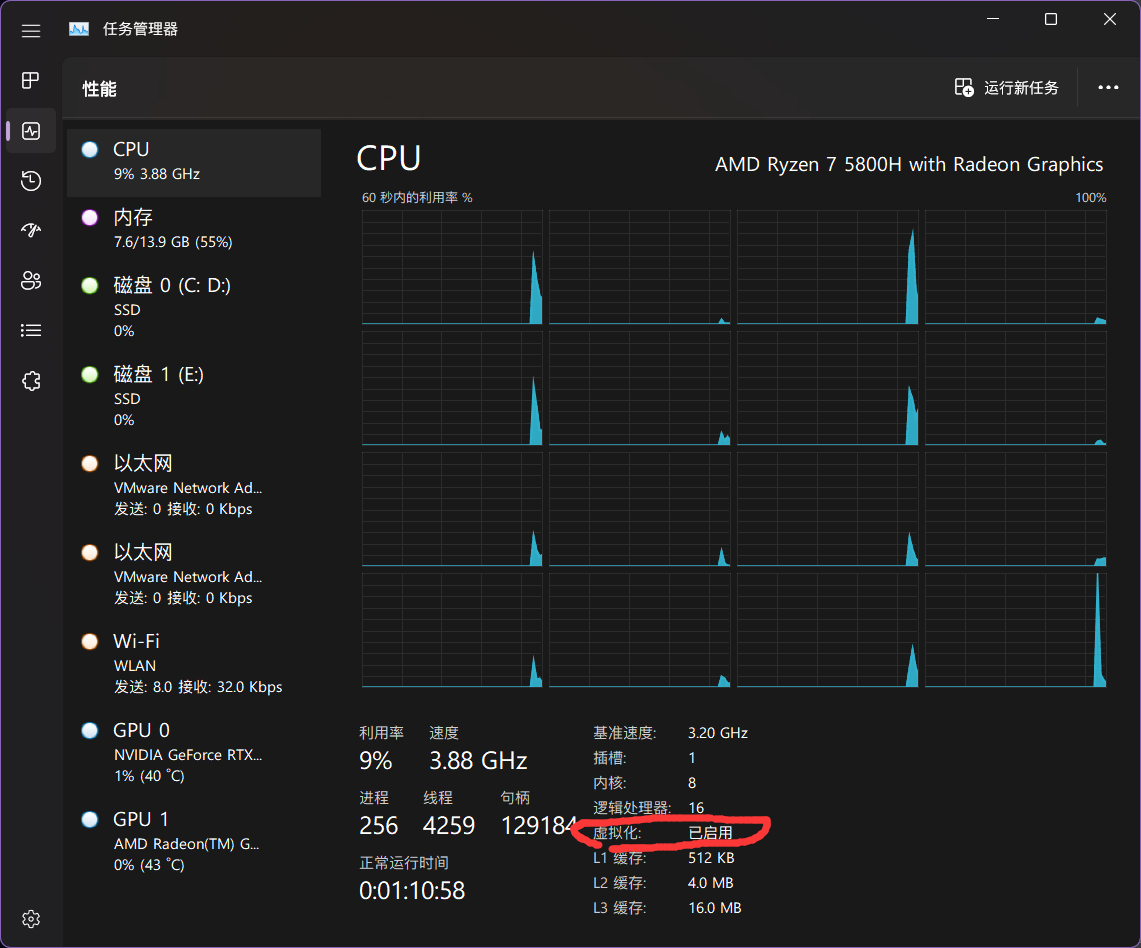 任务管理器
性能
运行新任务
CPU
9% 3.88 GHz
内存
7.6/13.9 GB (55%)
磁盘 0 (C: D:)
SSD
0%
磁盘 1 (E:)
SSD
0%
以太网
VMware Network Ad...
发送: 0 接收: 0 Kbps
以太网
VMware Network Ad...
发送: 0 接收: 0 Kbps
Wi-Fi
WLAN
发送: 8.0 接收: 32.0 Kbps
GPU 0
NVIDIA GeForce RTX...
1% (40 °C)
GPU 1
AMD Radeon(TM) G...
0% (43 °C)
CPU
AMD Ryzen 7 5800H with Radeon Graphics
60 秒内的利用率 %
100%
利用率 速度
9% 3.88 GHz
进程 线程 句柄
256 4259 129184
正常运行时间
0:01:10:58
基准速度: 3.20 GHz
插槽: 1
内核: 8
逻辑处理器: 16
虚拟化: 已启用
L1 缓存: 512 KB
L2 缓存: 4.0 MB
L3 缓存: 16.0 MB